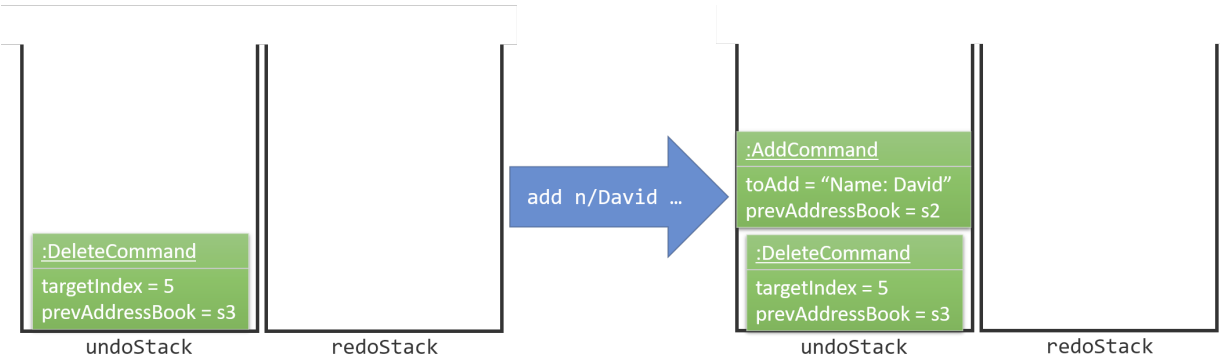 :DeleteCommand
targetIndex = 5
prevAddressBook = s3
undoStack
redoStack
add n/David …
:AddCommand
toAdd = “Name: David”
prevAddressBook = s2
:DeleteCommand
targetIndex = 5
prevAddressBook = s3
undoStack
redoStack